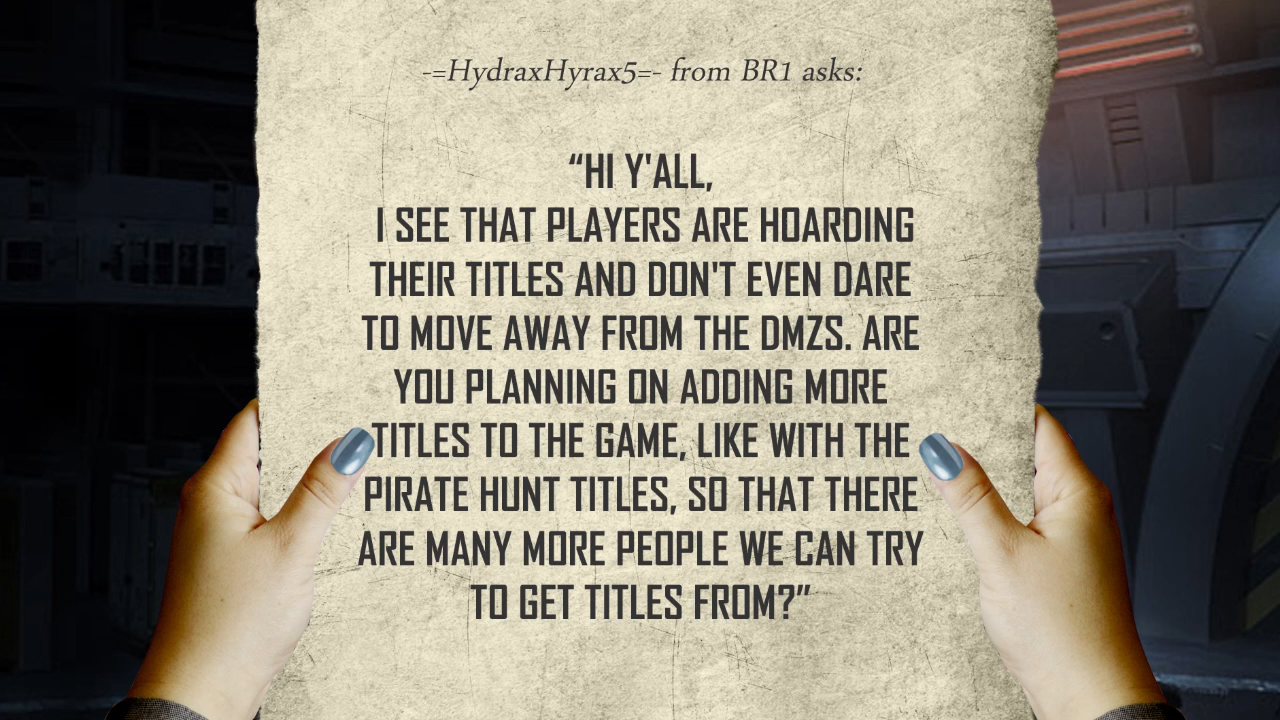 -=HydraxHyrax5=- from BR1 asks:
“HI Y'ALL,
I SEE THAT PLAYERS ARE HOARDING
THEIR TITLES AND DON'T EVEN DARE
TO MOVE AWAY FROM THE DMZS. ARE
YOU PLANNING ON ADDING MORE
TITLES TO THE GAME, LIKE WITH THE
PIRATE HUNT TITLES, SO THAT THERE
ARE MANY MORE PEOPLE WE CAN TRY
TO GET TITLES FROM?”